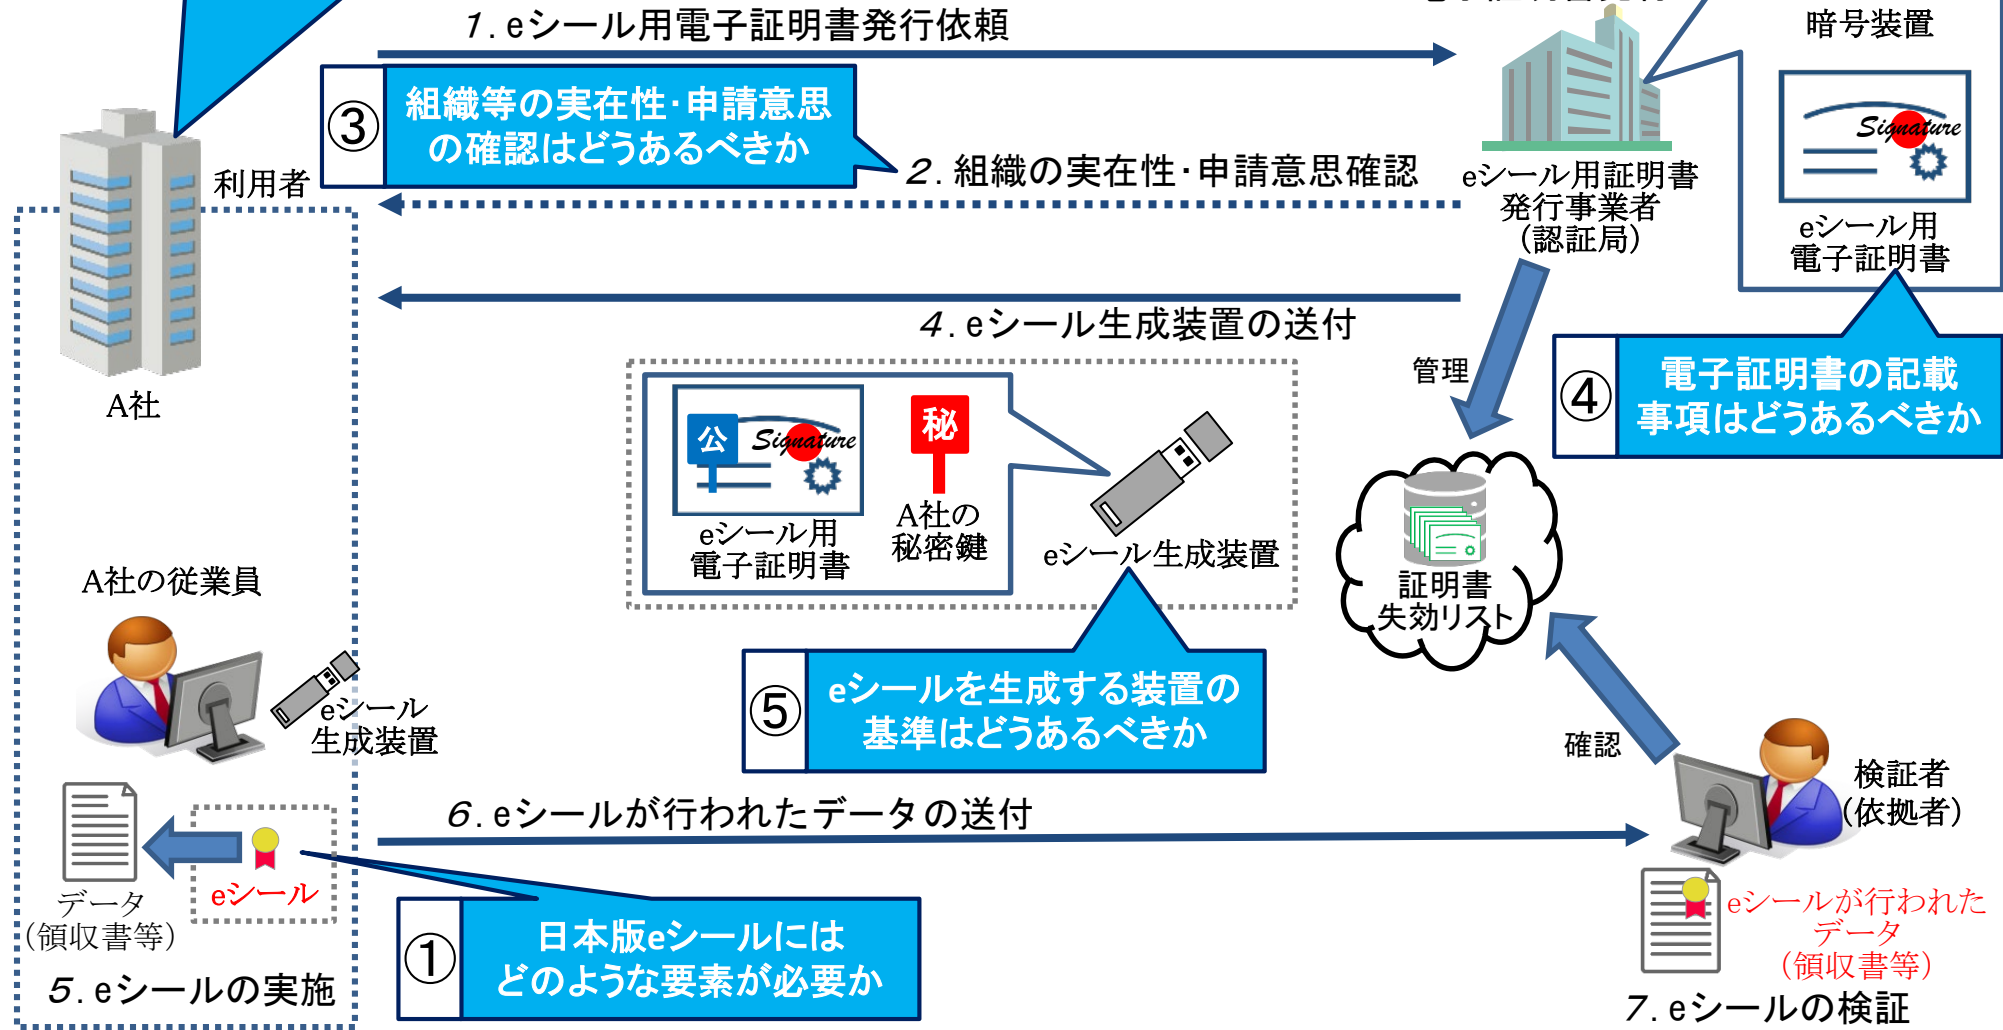 1.eシール用電子証明書発行依頼
暗号装置
③
組織等の実在性・申請意思
の確認はどうあるべきか
Signature
利用者
2.組織の実在性・申請意思確認
eシール用証明書
発行事業者
(認証局)
eシール用
電子証明書
4.eシール生成装置の送付
A社
管理
④
電子証明書の記載
事項はどうあるべきか
公
Signature
秘
eシール用
電子証明書
A社の
秘密鍵
eシール生成装置
証明書
失効リスト
A社の従業員
eシール
生成装置
⑤
eシールを生成する装置の
基準はどうあるべきか
確認
検証者
(依拠者)
6.eシールが行われたデータの送付
eシール
データ
(領収書等)
5.eシールの実施
①
日本版eシールには
どのような要素が必要か
eシールが行われた
データ
(領収書等)
7.eシールの検証